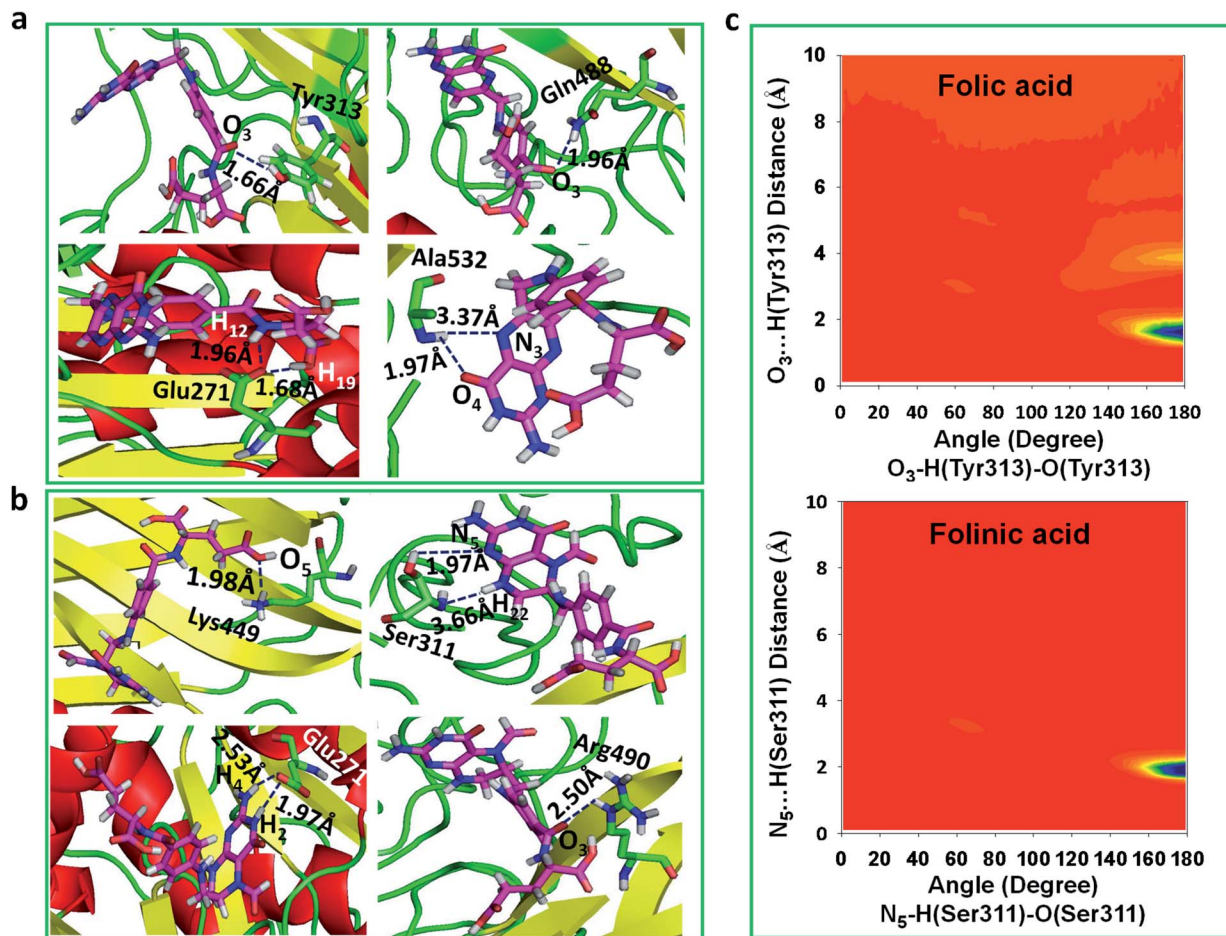 a
Tyr313
O3
1.66Å
Gln488
1.96Å
O3
H12
1.96Å
1.68Å
H19
Glu271
Ala532
3.37Å
1.97Å
N3
O4
b
O5
1.98Å
Lys449
N5
1.97Å
H22
3.66Å
Ser311
2.53Å
Glu271
H4
1.97Å
H2
Arg490
2.50Å
O3
c
Folic acid
O3... H(Tyr313) Distance (Å)
10
8
6
4
2
0
0 20 40 60 80 100 120 140 160 180
Angle (Degree)
O3-H(Tyr313)-O(Tyr313)
Folinic acid
N5...H(Ser311) Distance (Å)
10
8
6
4
2
0
0 20 40 60 80 100 120 140 160 180
Angle (Degree)
N5-H(Ser311)-O(Ser311)